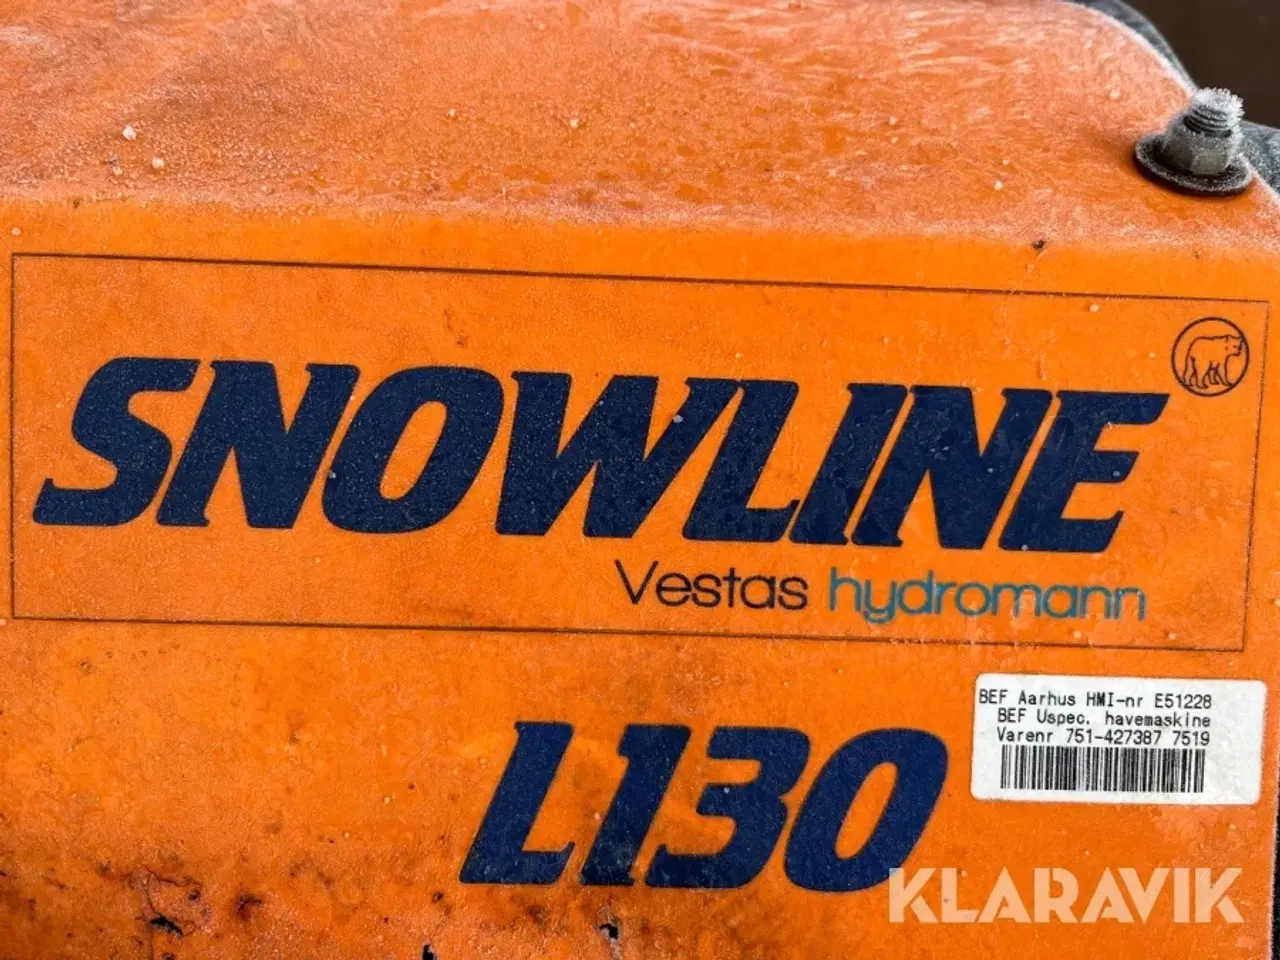 SNOWLINE
Vestas hydromann
BEF Aarhus HMI-nr E51228
BEF Uspec. havemaskine
Varenr 751-427387 7519
L130
KLARAVIK